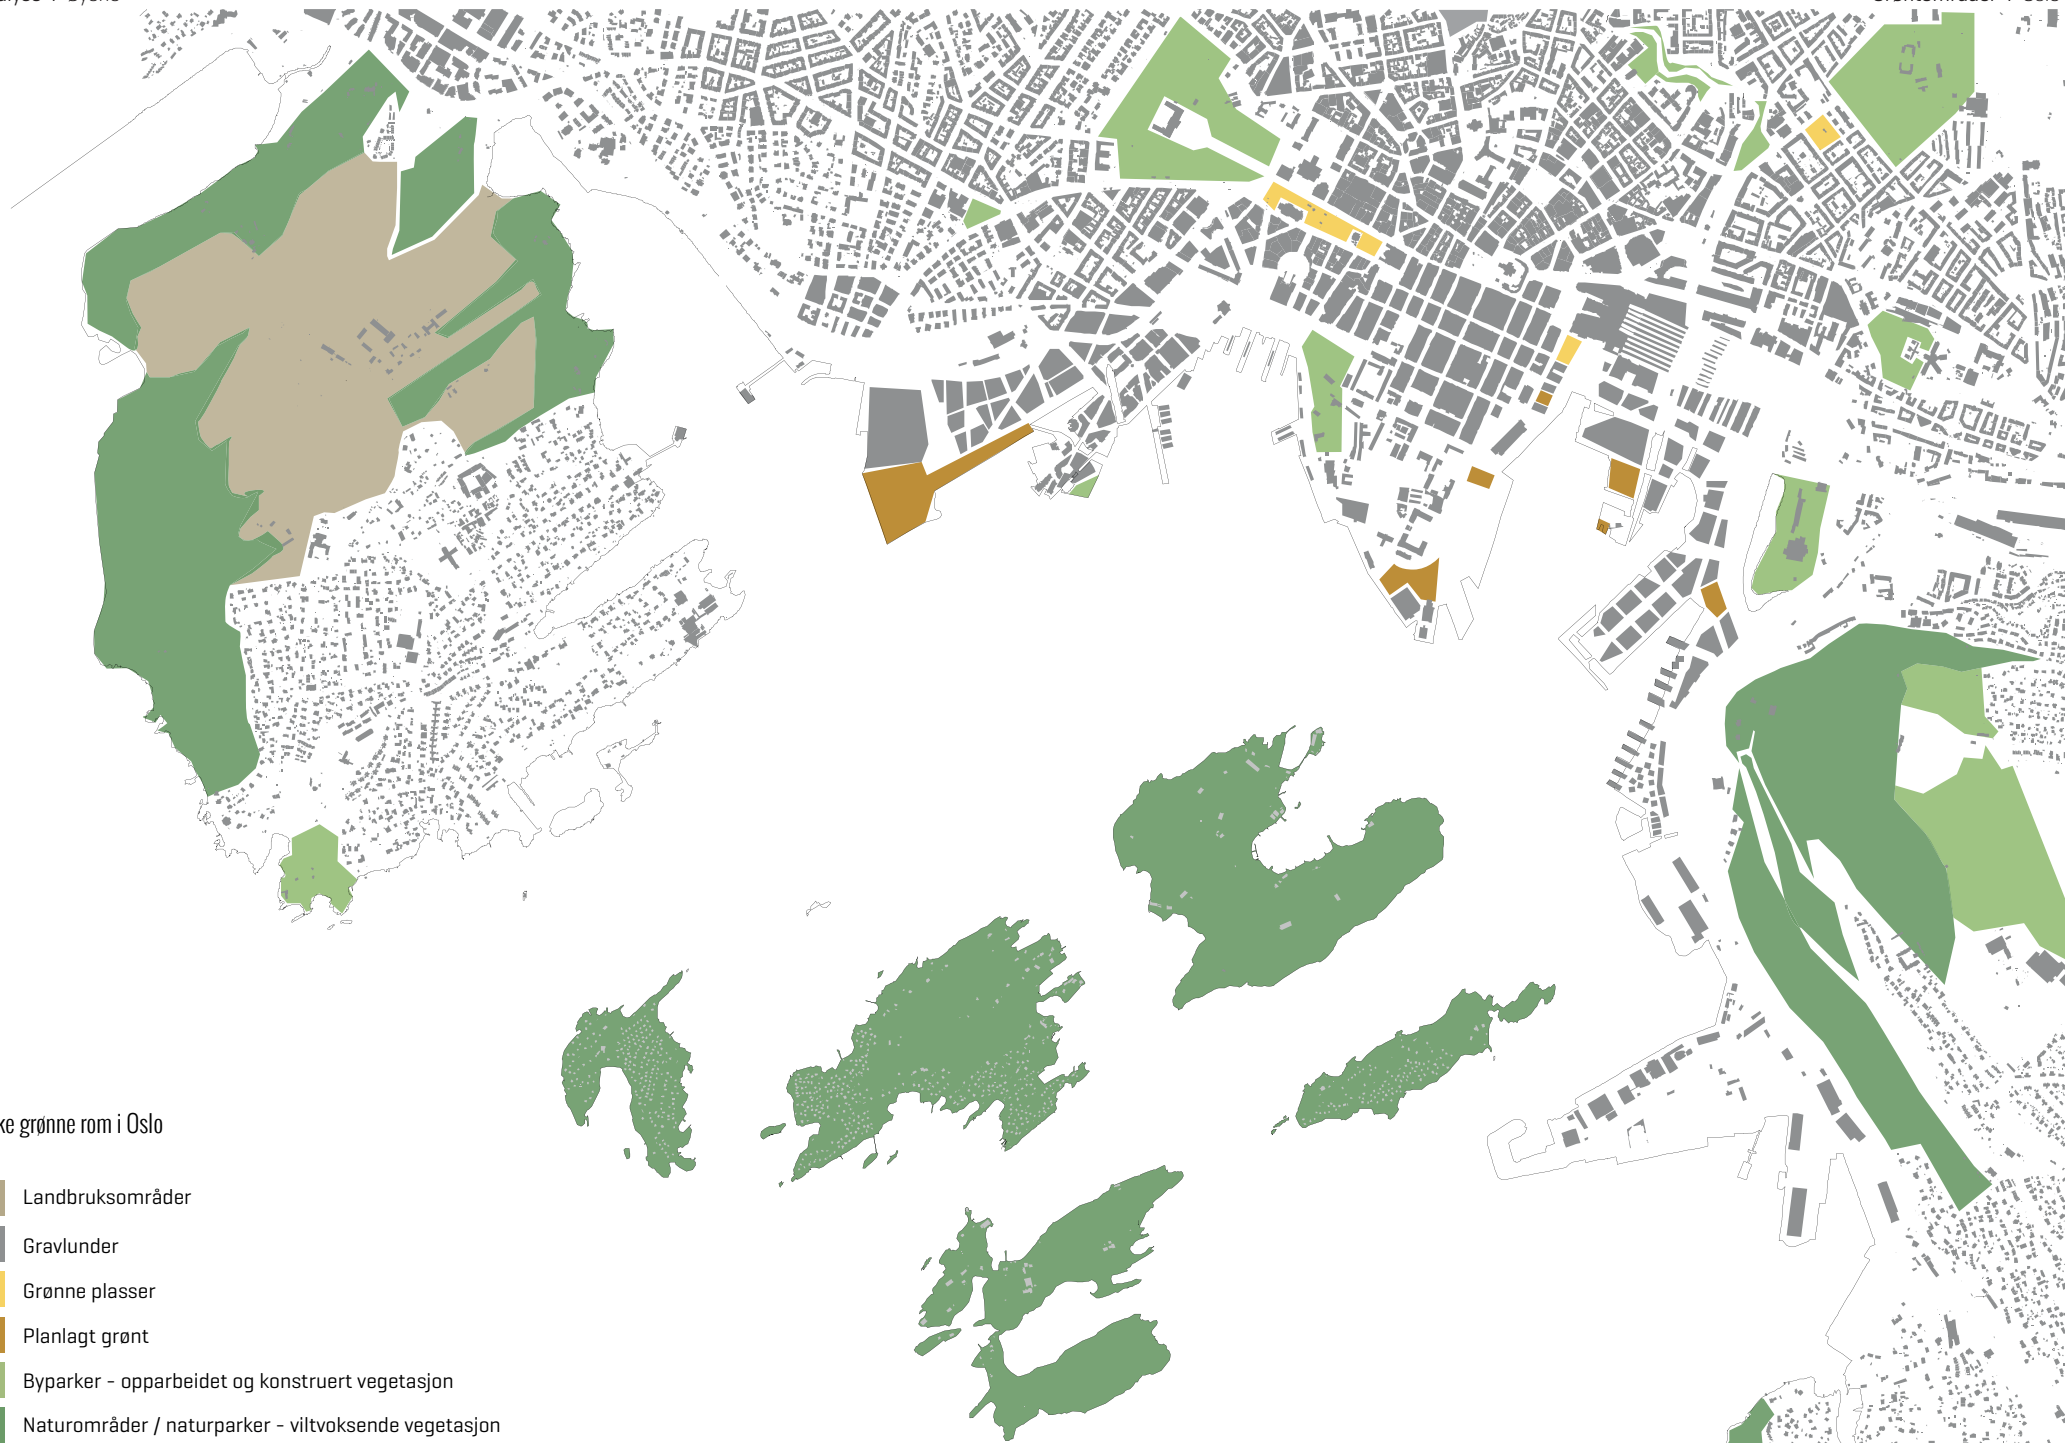 ke grønne rom i Oslo
Landbruksområder
Gravlunder
Grønne plasser
Planlagt grønt
Byparker - opparbeidet og konstruert vegetasjon
Naturområder / naturparker - viltvoksende vegetasjon